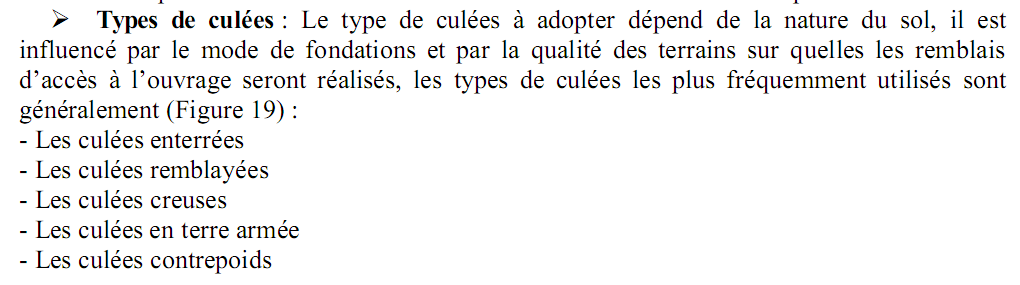 ➢ Types de culées : Le type de culées à adopter dépend de la nature du sol, il est
influencé par le mode de fondations et par la qualité des terrains sur quelles les remblais
d’accès à l’ouvrage seront réalisés, les types de culées les plus fréquemment utilisés sont
généralement (Figure 19) :
- Les culées enterrées
- Les culées remblayées
- Les culées creuses
- Les culées en terre armée
- Les culées contrepoids